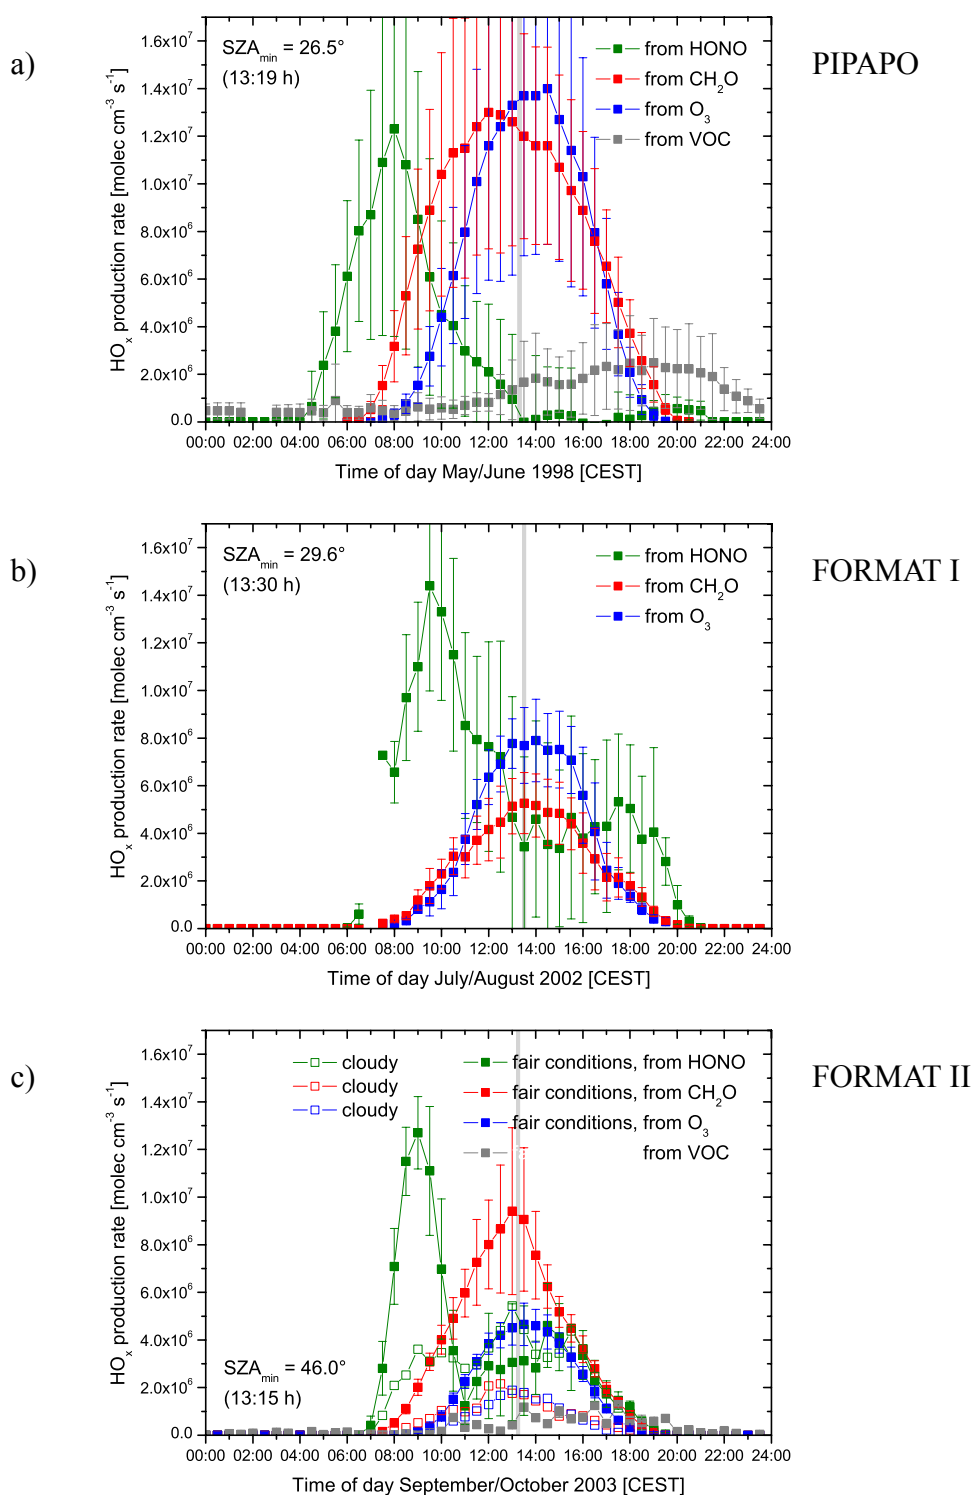 a)
PIPAPO
SZAmin = 26.5°
(13:19 h)
from HONO
from CH2O
from O3
from VOC
HOx production rate [molec cm-3 s-1]
1.6x10^7
1.4x10^7
1.2x10^7
1.0x10^7
8.0x10^6
6.0x10^6
4.0x10^6
2.0x10^6
0.0
00:00 02:00 04:00 06:00 08:00 10:00 12:00 14:00 16:00 18:00 20:00 22:00 24:00
Time of day May/June 1998 [CEST]
b)
FORMAT I
SZAmin = 29.6°
(13:30 h)
from HONO
from CH2O
from O3
HOx production rate [molec cm-3 s-1]
1.6x10^7
1.4x10^7
1.2x10^7
1.0x10^7
8.0x10^6
6.0x10^6
4.0x10^6
2.0x10^6
0.0
00:00 02:00 04:00 06:00 08:00 10:00 12:00 14:00 16:00 18:00 20:00 22:00 24:00
Time of day July/August 2002 [CEST]
c)
FORMAT II
cloudy
cloudy
cloudy
fair conditions, from HONO
fair conditions, from CH2O
fair conditions, from O3
from VOC
SZAmin = 46.0°
(13:15 h)
HOx production rate [molec cm-3 s-1]
1.6x10^7
1.4x10^7
1.2x10^7
1.0x10^7
8.0x10^6
6.0x10^6
4.0x10^6
2.0x10^6
0.0
00:00 02:00 04:00 06:00 08:00 10:00 12:00 14:00 16:00 18:00 20:00 22:00 24:00
Time of day September/October 2003 [CEST]